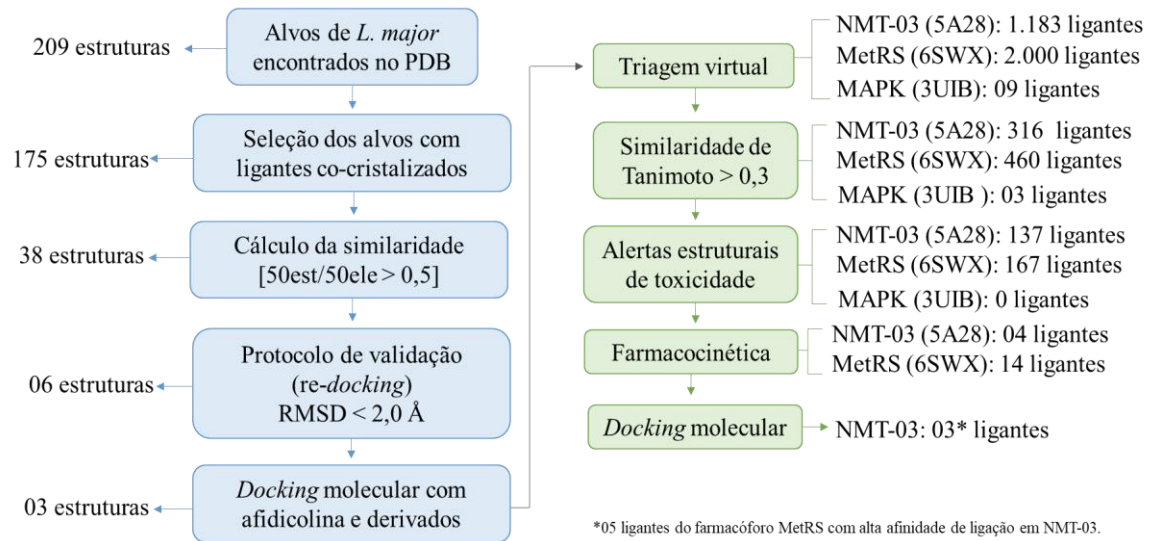 209 estruturas
Alvos de L. major
encontrados no PDB
175 estruturas
Seleção dos alvos com
ligantes co-cristalizados
38 estruturas
Cálculo da similaridade
[50est/50ele > 0,5]
06 estruturas
Protocolo de validação
(re-docking)
RMSD < 2,0 Å
03 estruturas
Docking molecular com
afidicolina e derivados
Triagem virtual
NMT-03 (5A28): 1.183 ligantes
MetRS (6SWX): 2.000 ligantes
MAPK (3UIB): 09 ligantes
Similaridade de
Tanimoto > 0,3
NMT-03 (5A28): 316 ligantes
MetRS (6SWX): 460 ligantes
MAPK (3UIB ): 03 ligantes
Alertas estruturais
de toxicidade
NMT-03 (5A28): 137 ligantes
MetRS (6SWX): 167 ligantes
MAPK (3UIB): 0 ligantes
Farmacocinética
NMT-03 (5A28): 04 ligantes
MetRS (6SWX): 14 ligantes
Docking molecular
NMT-03: 03* ligantes
*05 ligantes do farmacóforo MetRS com alta afinidade de ligação em NMT-03.